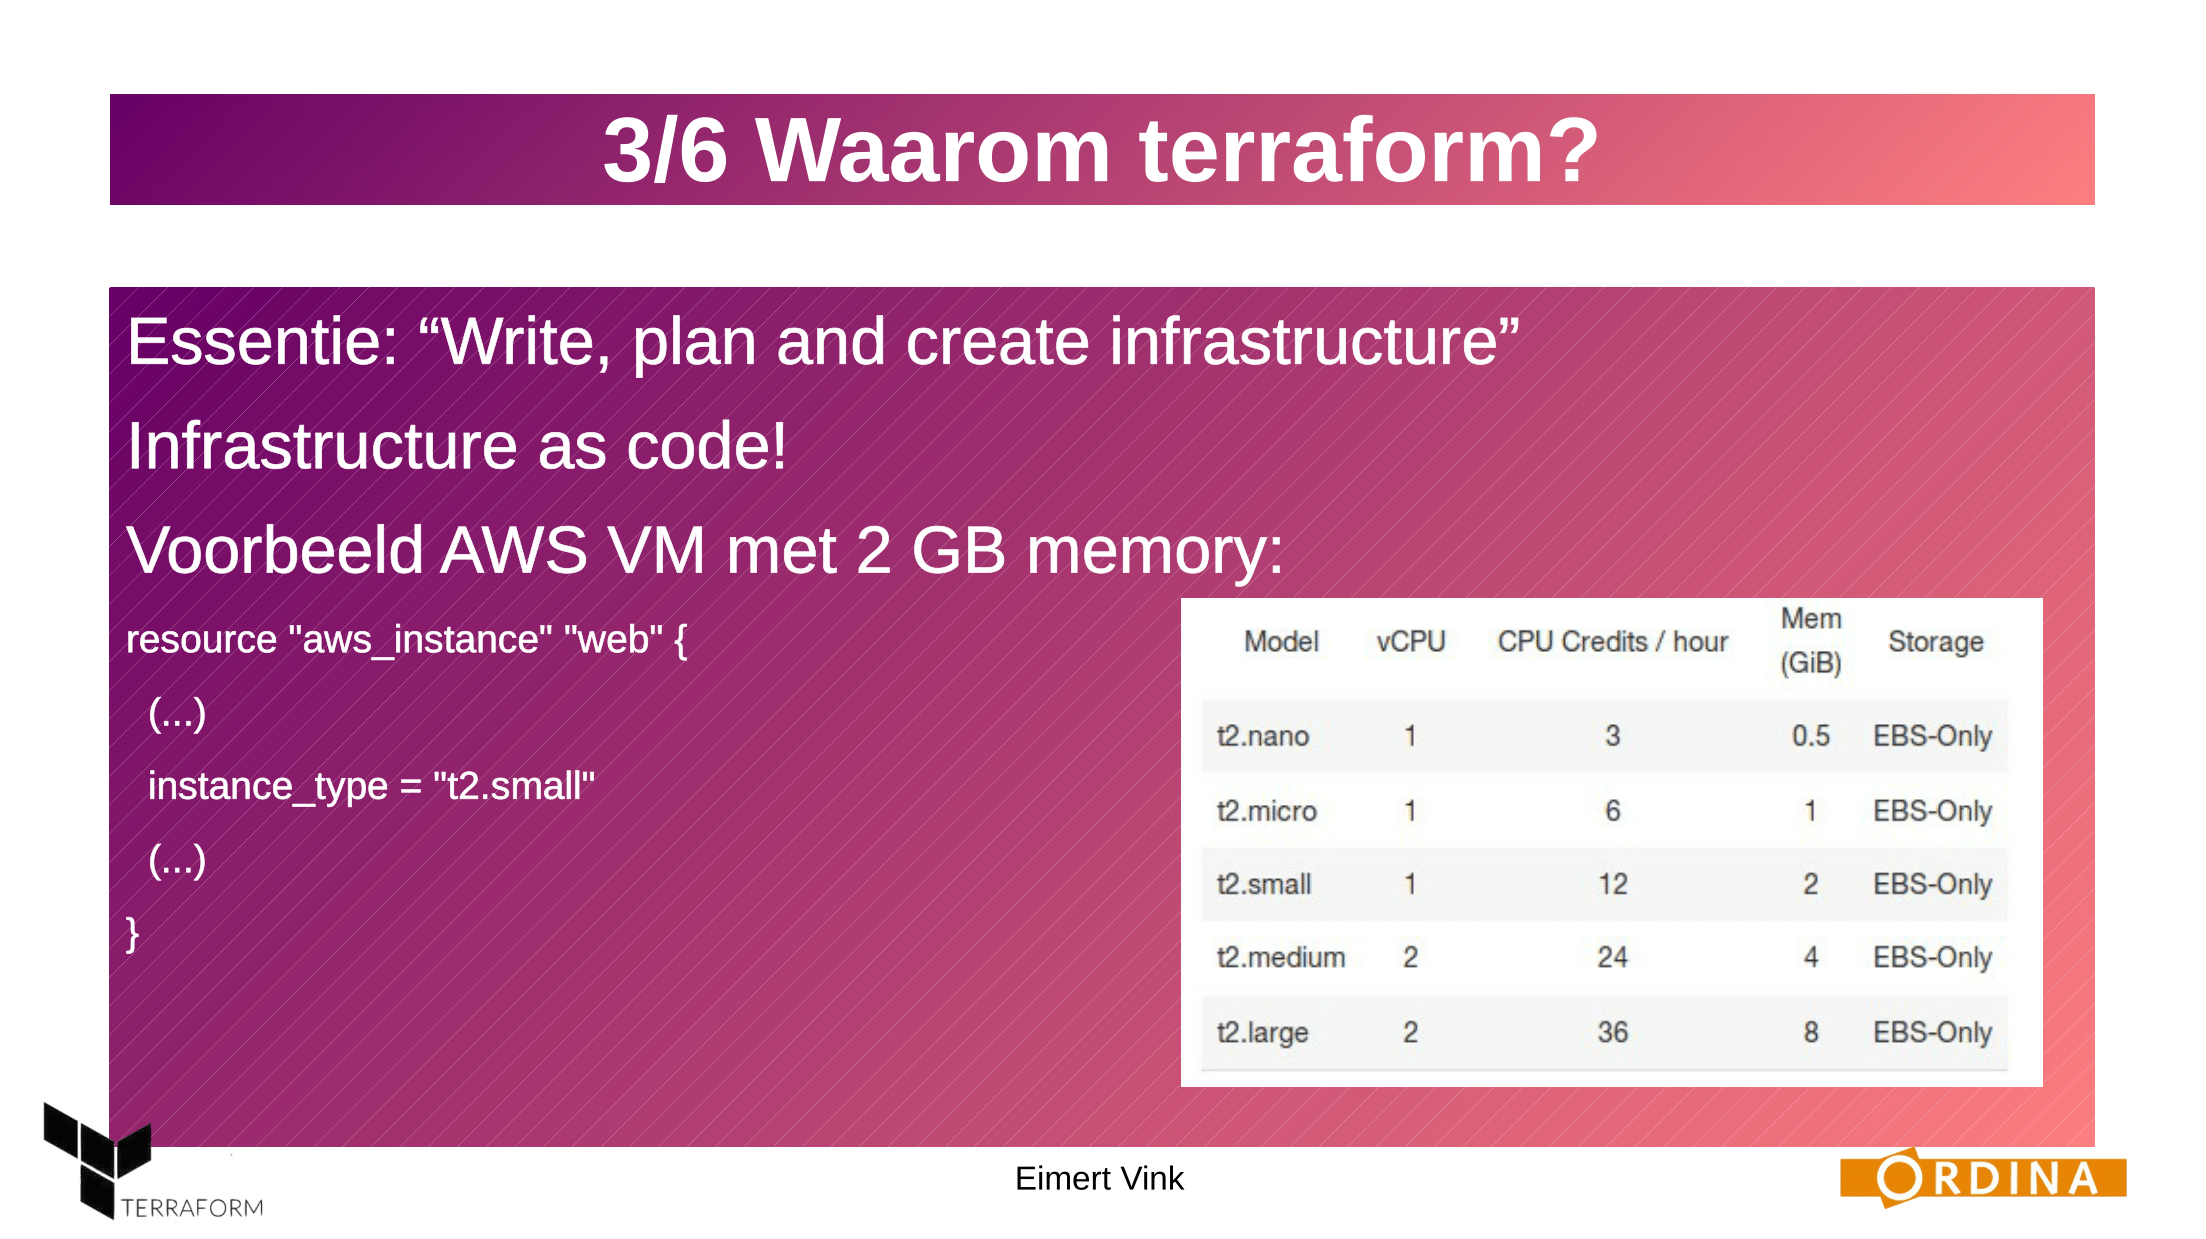 3/6 Waarom terraform?
Essentie: “Write, plan and create infrastructure”
Infrastructure as code!
Voorbeeld AWS VM met 2 GB memory:
resource "aws_instance" "web" {
(...)
instance_type = "t2.small"
(...)
}
Model vCPU CPU Credits / hour Mem (GiB) Storage
t2.nano 1 3 0.5 EBS-Only
t2.micro 1 6 1 EBS-Only
t2.small 1 12 2 EBS-Only
t2.medium 2 24 4 EBS-Only
t2.large 2 36 8 EBS-Only
TERRAFORM
Eimert Vink
ORDINA